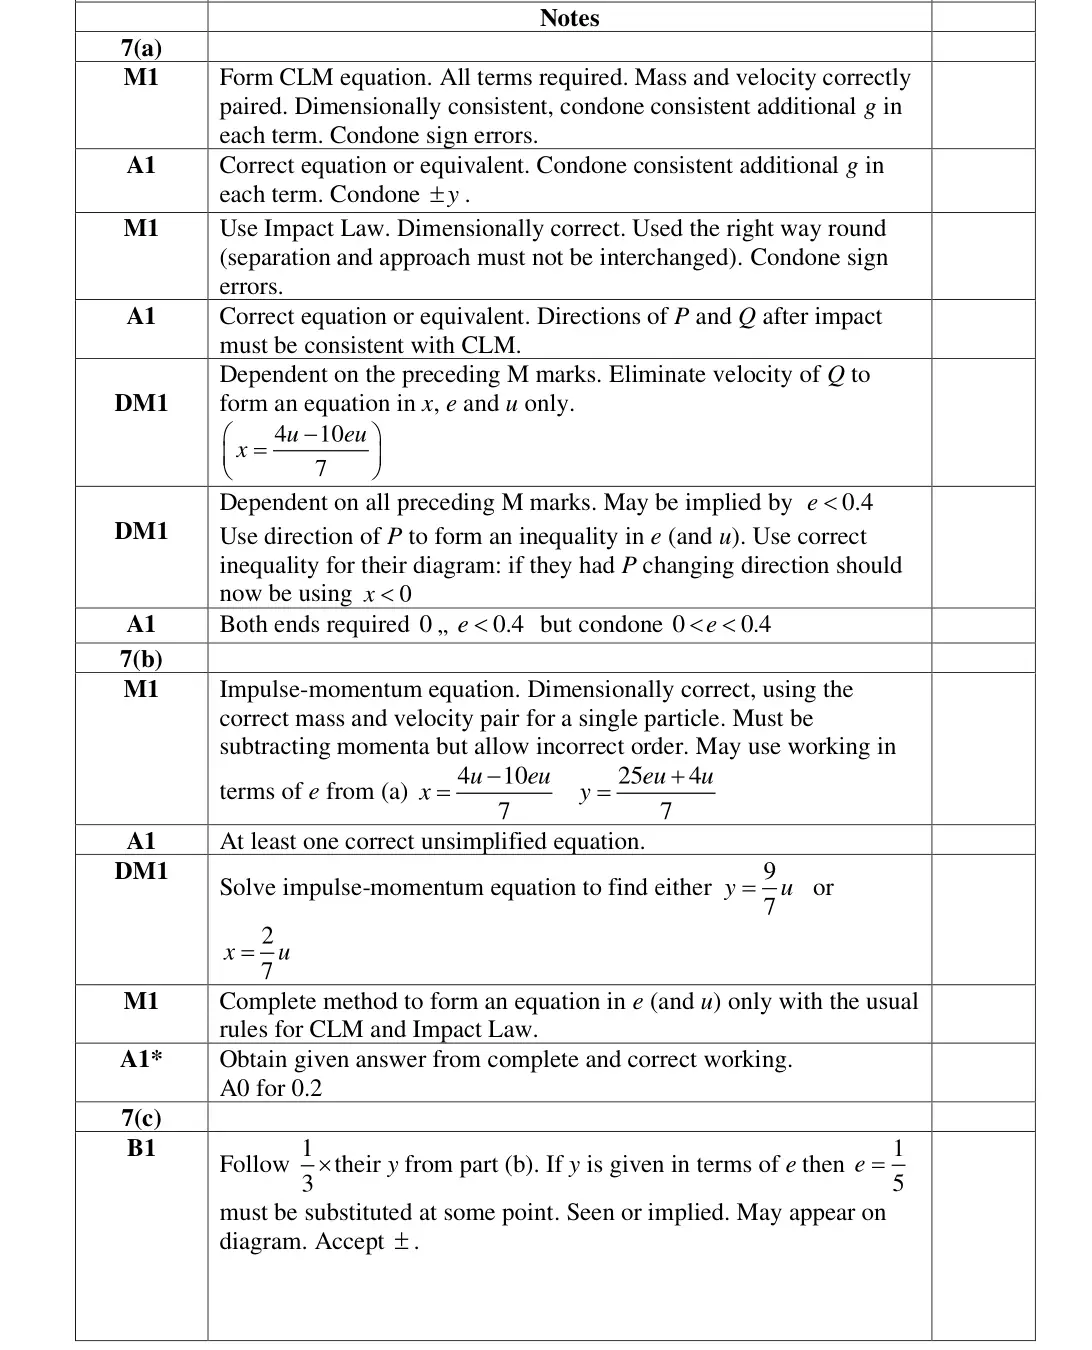 Notes
7(a)
M1 Form CLM equation. All terms required. Mass and velocity correctly
paired. Dimensionally consistent, condone consistent additional g in
each term. Condone sign errors.
A1 Correct equation or equivalent. Condone consistent additional g in
each term. Condone ±y .
M1 Use Impact Law. Dimensionally correct. Used the right way round
(separation and approach must not be interchanged). Condone sign
errors.
A1 Correct equation or equivalent. Directions of P and Q after impact
must be consistent with CLM.
Dependent on the preceding M marks. Eliminate velocity of Q to
DM1 form an equation in x, e and u only.
(x = (4u − 10eu)/7)
Dependent on all preceding M marks. May be implied by e < 0.4
DM1 Use direction of P to form an inequality in e (and u). Use correct
inequality for their diagram: if they had P changing direction should
now be using x < 0
A1 Both ends required 0 „ e < 0.4 but condone 0 < e < 0.4
7(b)
M1 Impulse-momentum equation. Dimensionally correct, using the
correct mass and velocity pair for a single particle. Must be
subtracting momenta but allow incorrect order. May use working in
terms of e from (a) x = (4u − 10eu)/7 y = (25eu + 4u)/7
A1 At least one correct unsimplified equation.
DM1 Solve impulse-momentum equation to find either y = 9/7 u or
x = 2/7 u
M1 Complete method to form an equation in e (and u) only with the usual
rules for CLM and Impact Law.
A1* Obtain given answer from complete and correct working.
A0 for 0.2
7(c)
B1 Follow 1/3 × their y from part (b). If y is given in terms of e then e = 1/5
must be substituted at some point. Seen or implied. May appear on
diagram. Accept ± .